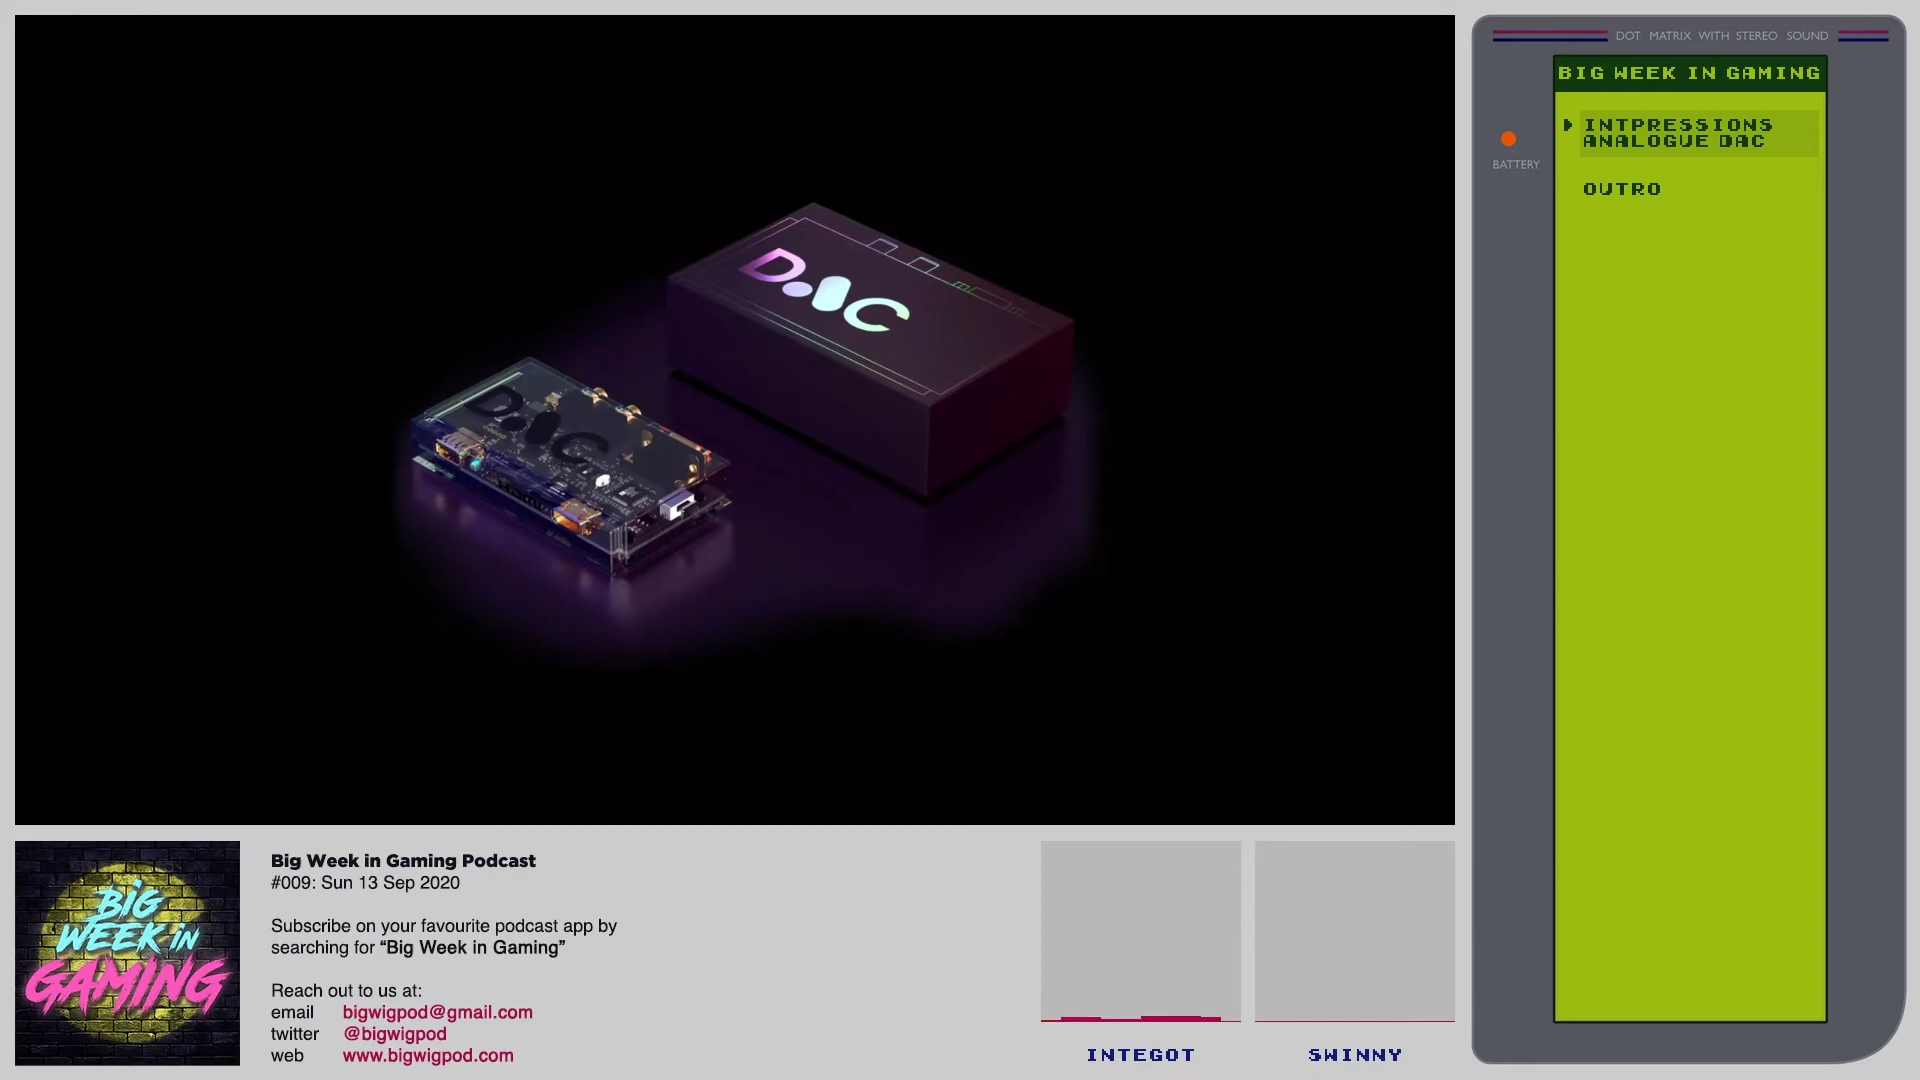 DOT MATRIX WITH STEREO SOUND
BIG WEEK IN GAMING
INTPRESSIONS
ANALOGUE DAC
OUTRO
BATTERY
DAC
DAC
BIG
WEEK IN
GAMING
Big Week in Gaming Podcast
#009: Sun 13 Sep 2020
Subscribe on your favourite podcast app by
searching for “Big Week in Gaming”
Reach out to us at:
email bigwigpod@gmail.com
twitter @bigwigpod
web www.bigwigpod.com
INTEGOT
SWINNY